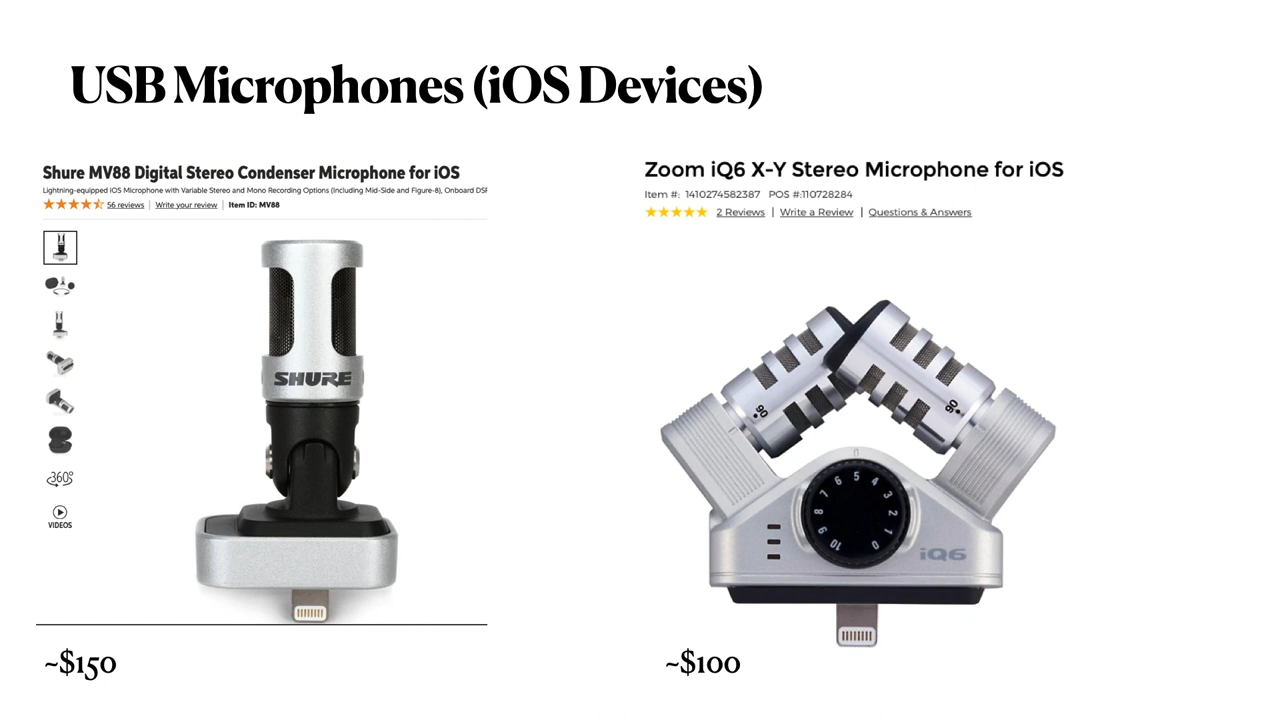 USB Microphones (iOS Devices)
Shure MV88 Digital Stereo Condenser Microphone for iOS
Lightning-equipped iOS Microphone with Variable Stereo and Mono Recording Options (Including Mid-Side and Figure-8), Onboard DSP
56 reviews | Write your review | Item ID: MV88
360°
VIDEOS
SHURE
~$150
Zoom iQ6 X-Y Stereo Microphone for iOS
Item #: 1410274582387 POS #:110728284
2 Reviews | Write a Review | Questions & Answers
90
90
0 1 2 3 4 5 6 7 8 9 10
iQ6
~$100